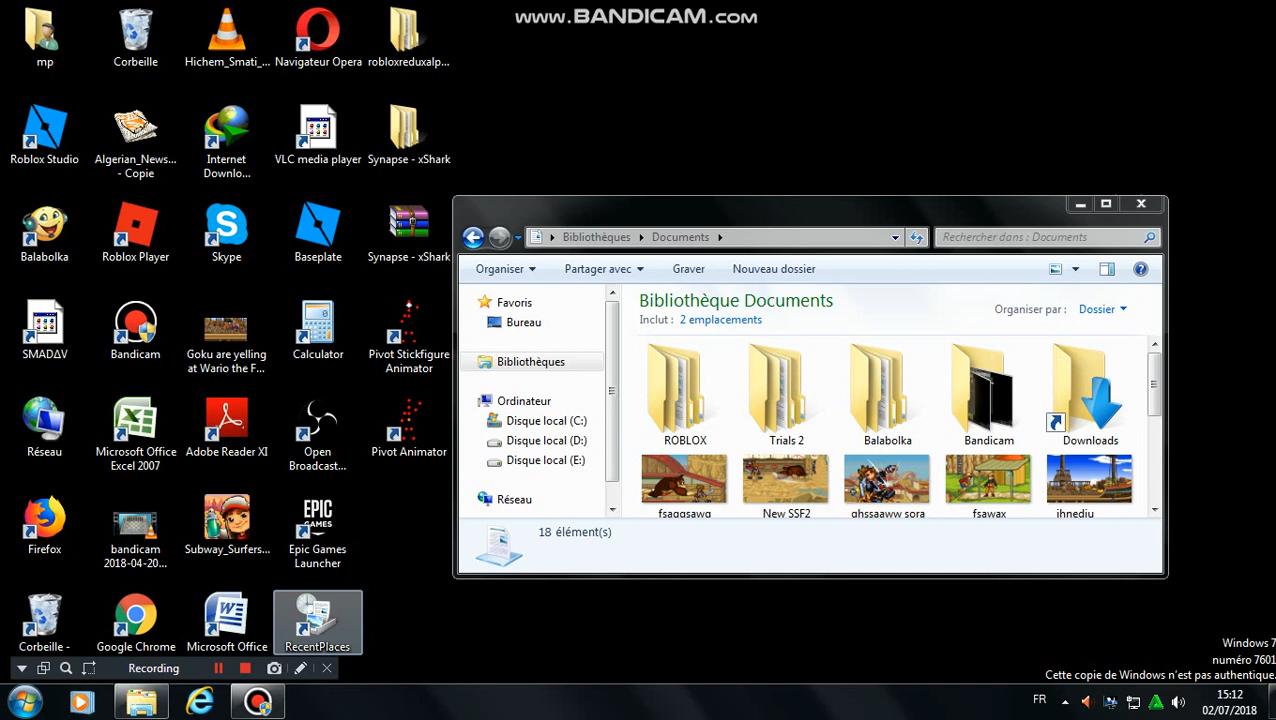 www.BANDICAM.com
mp
Corbeille
Hichem_Smati_...
Navigateur Opera
robloxreduxalp...
Roblox Studio
Algerian_News...
- Copie
Internet
Downlo...
VLC media player
Synapse - xShark
Balabolka
Roblox Player
Skype
Baseplate
Synapse - xShark
SMADΔV
Bandicam
Goku are yelling
at Wario the F...
Calculator
Pivot Stickfigure
Animator
Réseau
Microsoft Office
Excel 2007
Adobe Reader XI
Open
Broadcast...
Pivot Animator
Firefox
bandicam
2018-04-20...
Subway_Surfers...
EPIC
GAMES
Epic Games
Launcher
Corbeille -
Google Chrome
Microsoft Office
RecentPlaces
Bibliothèques
Documents
Rechercher dans : Documents
Organiser
Partager avec
Graver
Nouveau dossier
Favoris
Bureau
Bibliothèques
Ordinateur
Disque local (C:)
Disque local (D:)
Disque local (E:)
Réseau
Bibliothèque Documents
Inclut : 2 emplacements
Organiser par :
Dossier
ROBLOX
Trials 2
Balabolka
Bandicam
Downloads
fsaggsawg
New SSF2
ghssaaww sora
fsawax
ihnediu
18 élément(s)
Recording
Windows 7
numéro 7601
Cette copie de Windows n'est pas authentique.
FR
15:12
02/07/2018